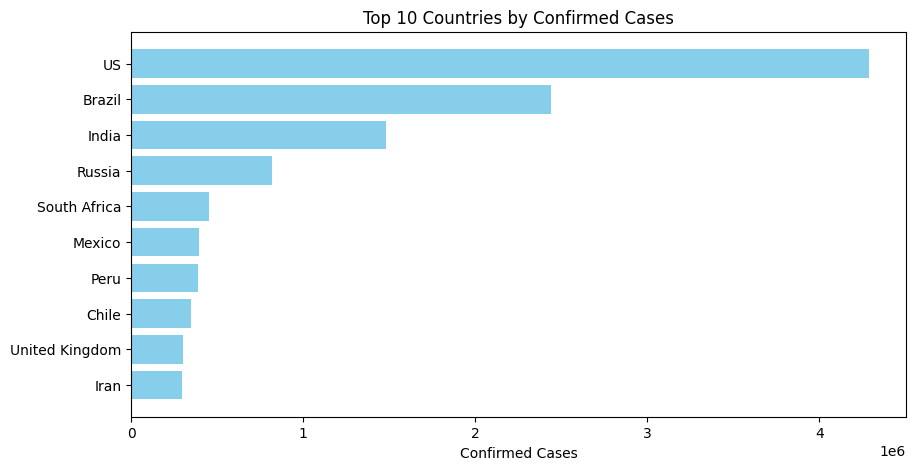 Top 10 Countries by Confirmed Cases
US
Brazil
India
Russia
South Africa
Mexico
Peru
Chile
United Kingdom
Iran
0 1 2 3 4
1e6
Confirmed Cases